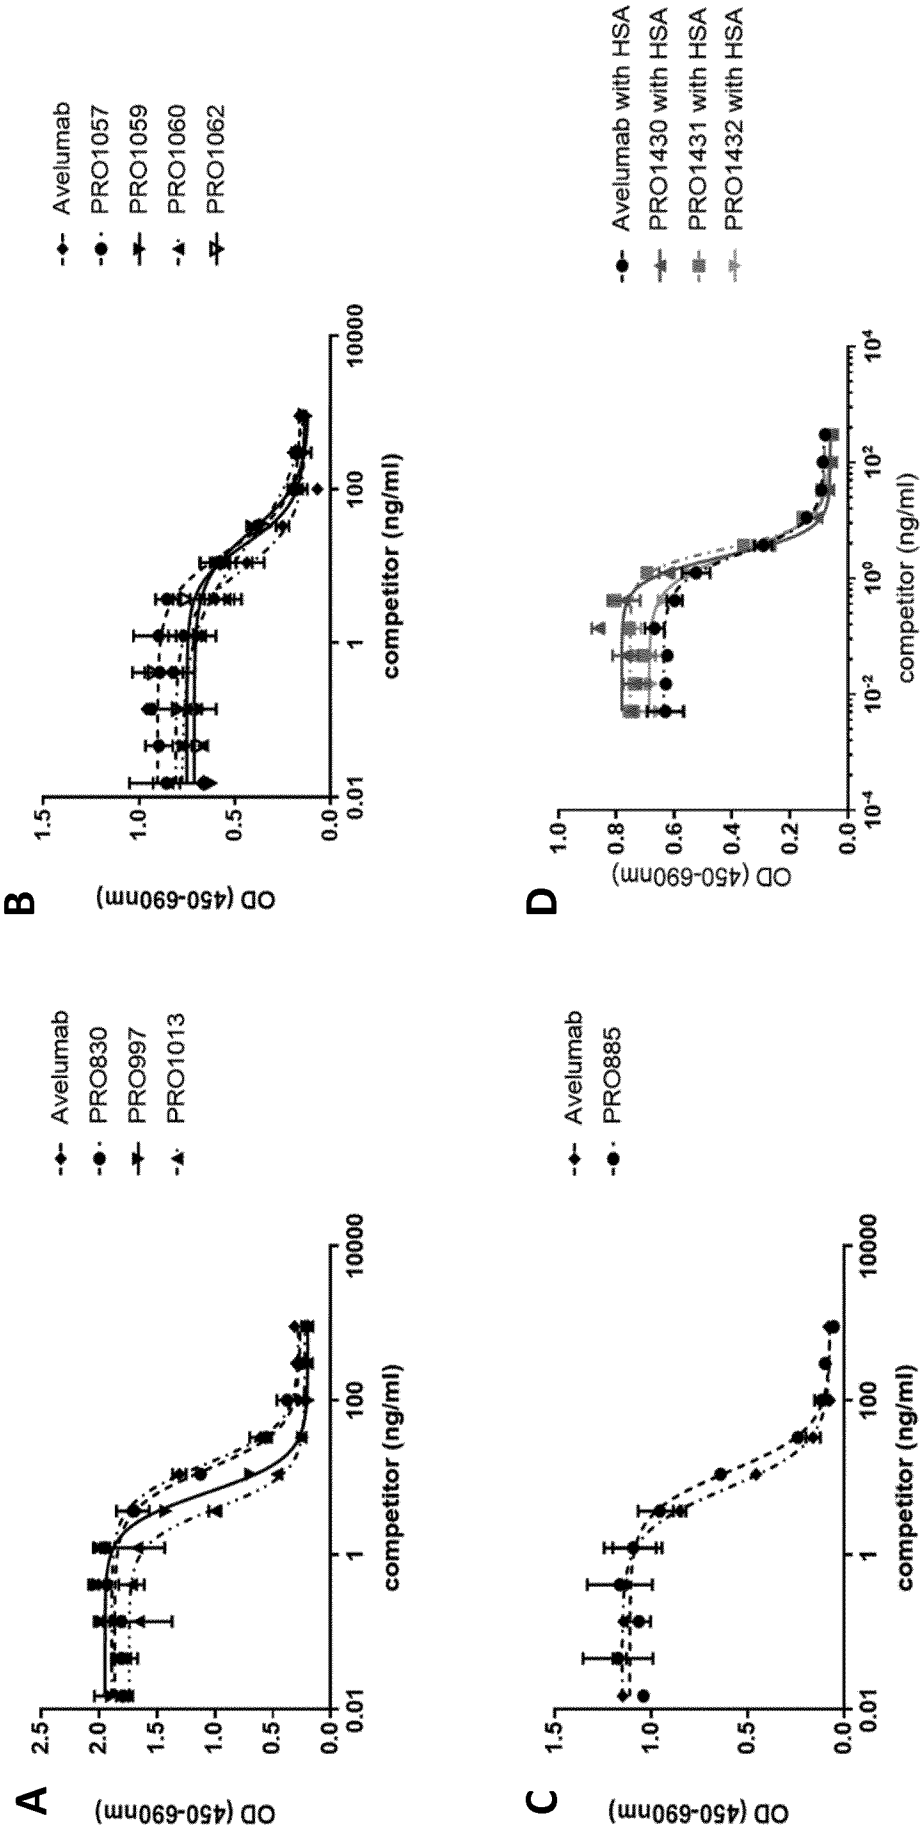 A
OD (450-690nm)
2.5
2.0
1.5
1.0
0.5
0.0
0.01
1
100
10000
competitor (ng/ml)
Avelumab
PRO830
PRO997
PRO1013
B
OD (450-690nm)
1.5
1.0
0.5
0.0
0.01
1
100
10000
competitor (ng/ml)
Avelumab
PRO1057
PRO1059
PRO1060
PRO1062
C
OD (450-690nm)
1.5
1.0
0.5
0.0
0.01
1
100
10000
competitor (ng/ml)
Avelumab
PRO885
D
OD (450-690nm)
1.0
0.8
0.6
0.4
0.2
0.0
10⁻⁴
10⁻²
10⁰
10²
10⁴
competitor (ng/ml)
Avelumab with HSA
PRO1430 with HSA
PRO1431 with HSA
PRO1432 with HSA